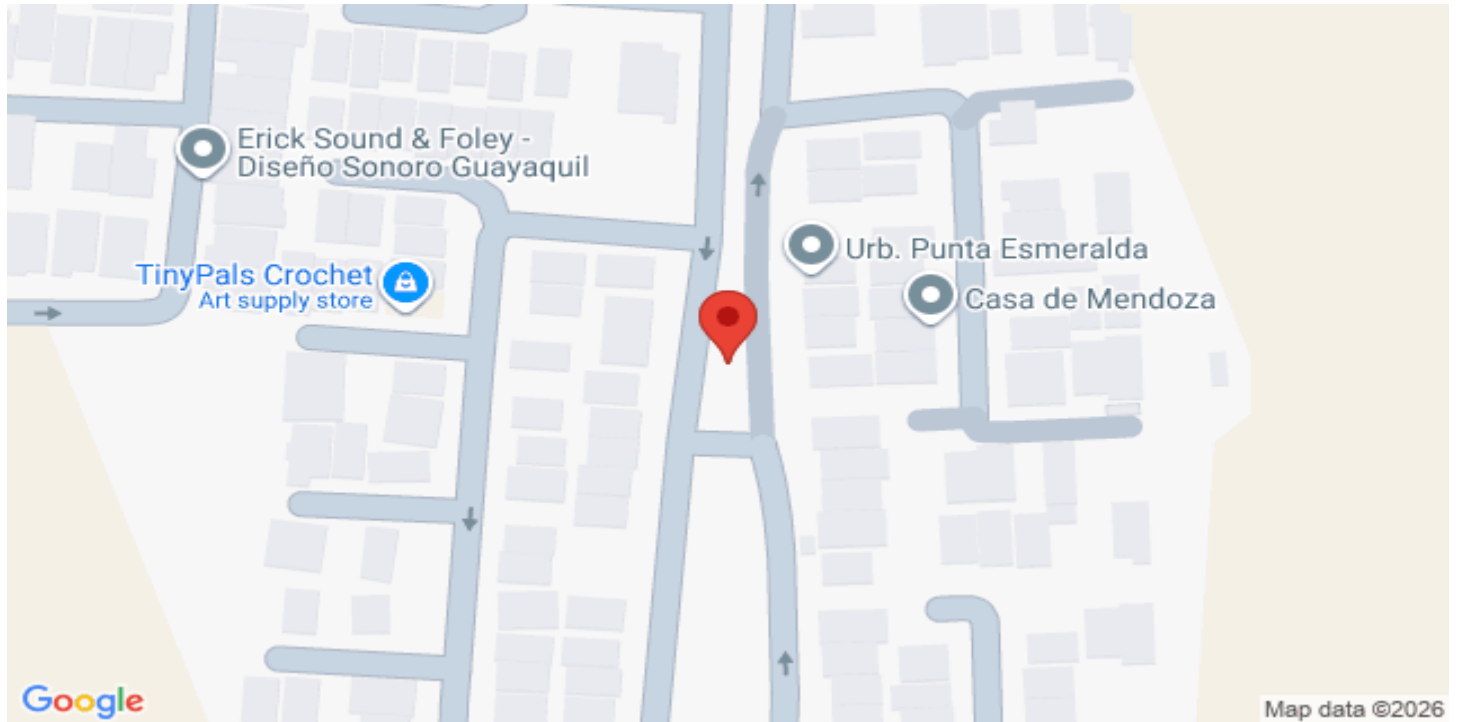 Erick Sound & Foley -
Diseño Sonoro Guayaquil
Urb. Punta Esmeralda
TinyPals Crochet
Art supply store
Casa de Mendoza
Google
Map data ©2026